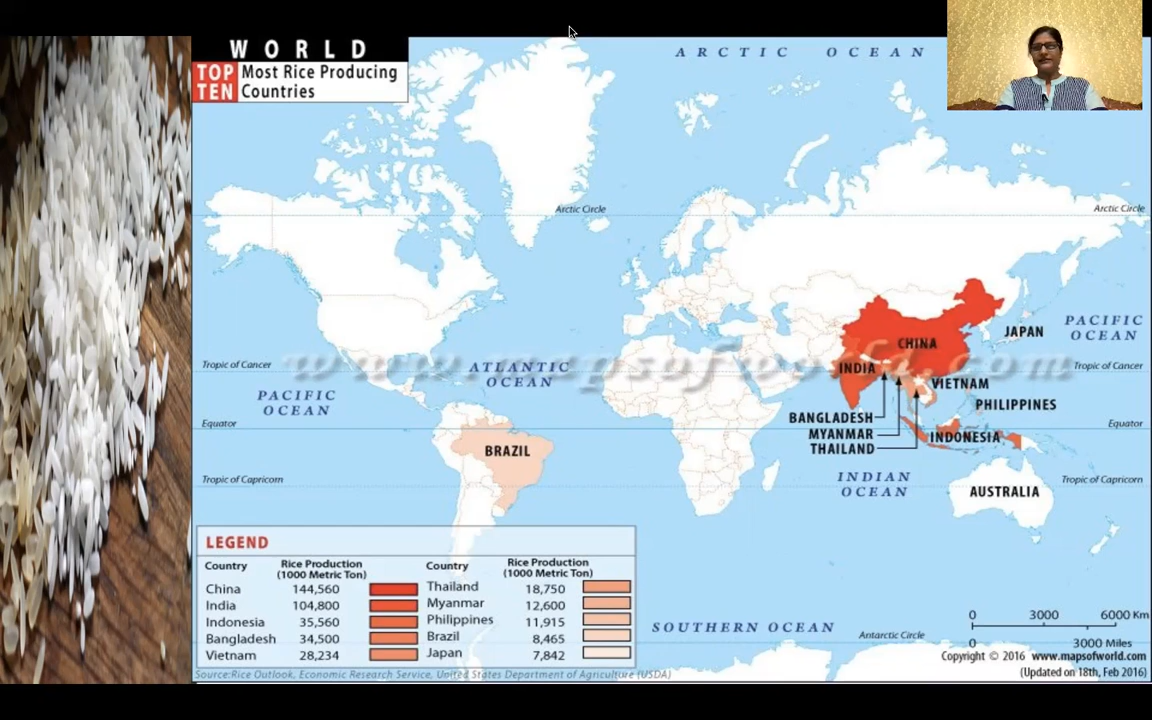 WORLD
TOP TEN Most Rice Producing Countries
ARCTIC OCEAN
Arctic Circle
Arctic Circle
PACIFIC OCEAN
JAPAN
CHINA
www.mapsofworld.com
Tropic of Cancer
ATLANTIC OCEAN
INDIA
Tropic of Cancer
VIETNAM
PACIFIC OCEAN
PHILIPPINES
BANGLADESH
Equator
Equator
MYANMAR
INDONESIA
THAILAND
BRAZIL
Tropic of Capricorn
INDIAN OCEAN
Tropic of Capricorn
AUSTRALIA
LEGEND
Country Rice Production (1000 Metric Ton) Country Rice Production (1000 Metric Ton)
China 144,560 Thailand 18,750
India 104,800 Myanmar 12,600
Indonesia 35,560 Philippines 11,915
Bangladesh 34,500 Brazil 8,465
Vietnam 28,234 Japan 7,842
0 3000 6000 Km
SOUTHERN OCEAN
Antarctic Circle
0 3000 Miles
Copyright © 2016 www.mapsofworld.com
(Updated on 18th, Feb 2016)
Source:Rice Outlook, Economic Research Service, United States Department of Agriculture (USDA)